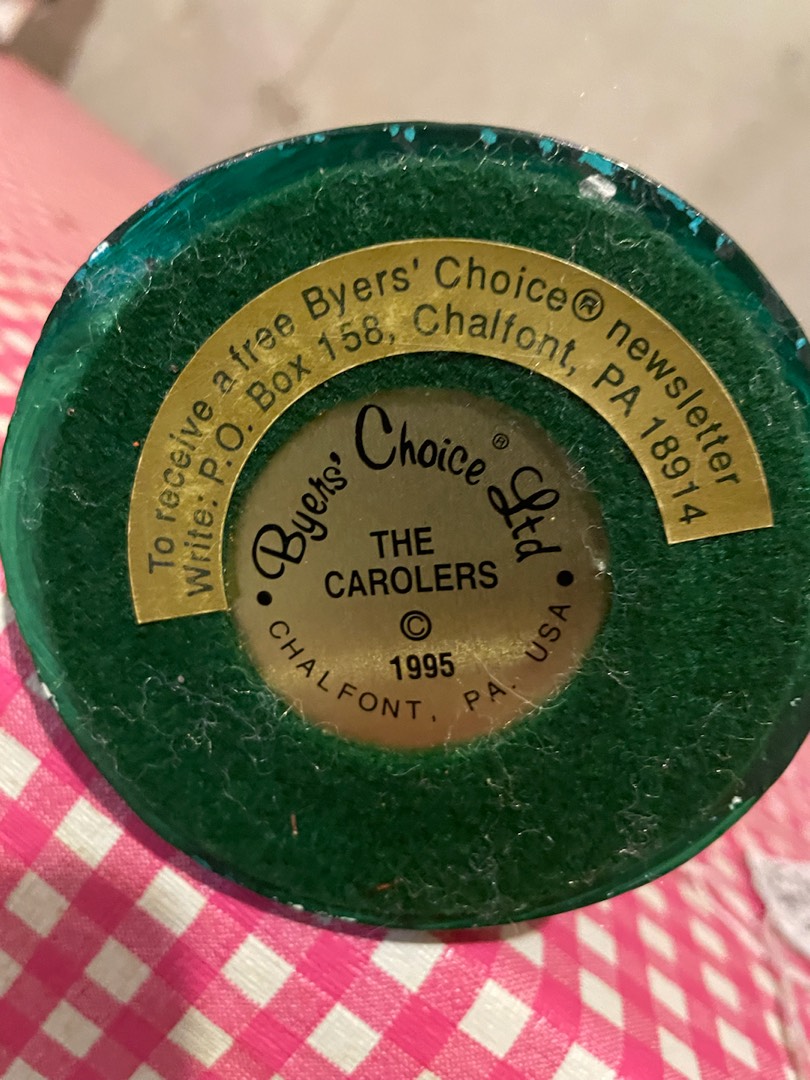 To receive a free Byers' Choice® newsletter
Write: P.O. Box 158, Chalfont, PA 18914
Byers' Choice® Ltd
THE
CAROLERS
©
1995
CHALFONT, PA. USA